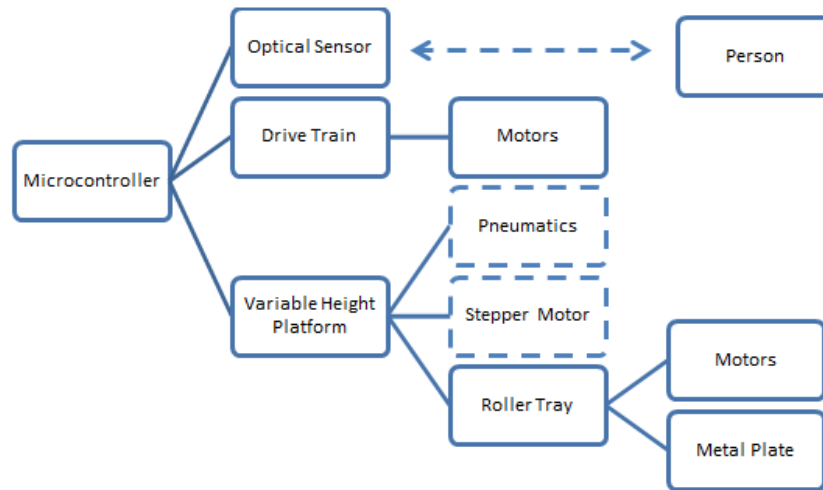 Optical Sensor
Person
Drive Train
Motors
Microcontroller
Pneumatics
Variable Height
Platform
Stepper Motor
Roller Tray
Motors
Metal Plate